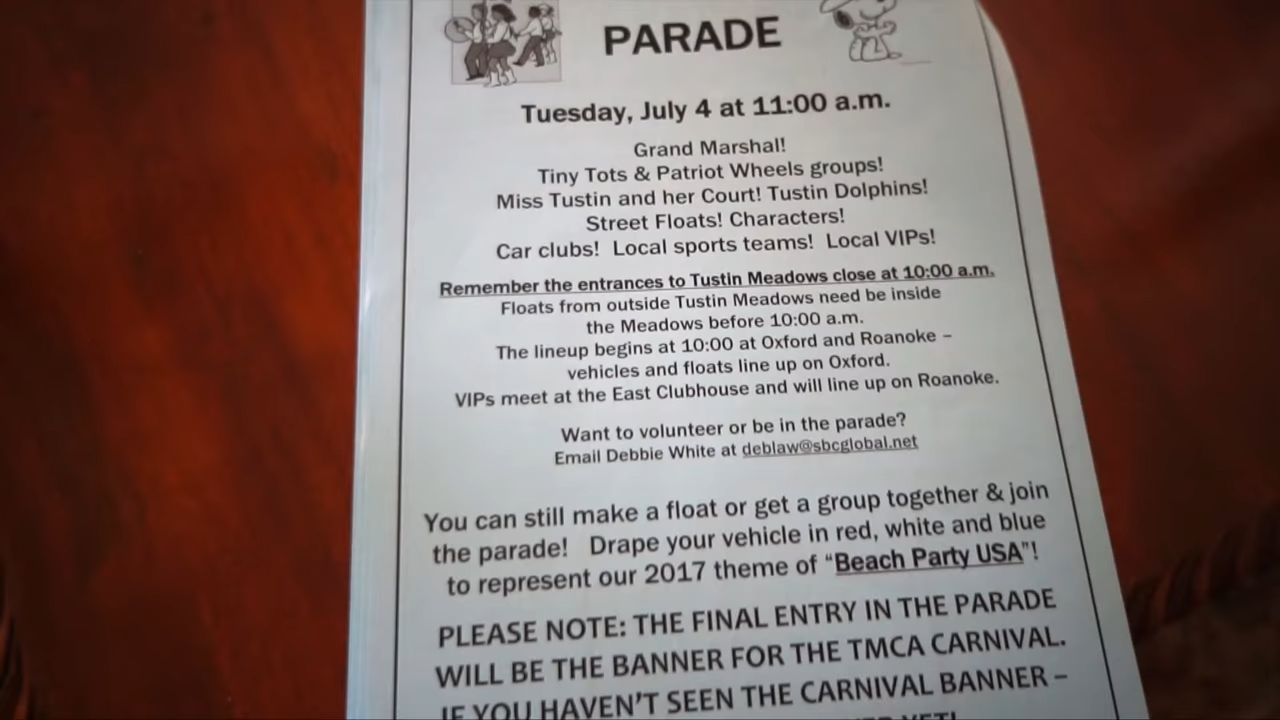 PARADE
Tuesday, July 4 at 11:00 a.m.
Grand Marshal!
Tiny Tots & Patriot Wheels groups!
Miss Tustin and her Court! Tustin Dolphins!
Street Floats! Characters!
Car clubs! Local sports teams! Local VIPs!
Remember the entrances to Tustin Meadows close at 10:00 a.m.
Floats from outside Tustin Meadows need be inside
the Meadows before 10:00 a.m.
The lineup begins at 10:00 at Oxford and Roanoke –
vehicles and floats line up on Oxford.
VIPs meet at the East Clubhouse and will line up on Roanoke.
Want to volunteer or be in the parade?
Email Debbie White at deblaw@sbcglobal.net
You can still make a float or get a group together & join
the parade! Drape your vehicle in red, white and blue
to represent our 2017 theme of “Beach Party USA”!
PLEASE NOTE: THE FINAL ENTRY IN THE PARADE
WILL BE THE BANNER FOR THE TMCA CARNIVAL.
IF YOU HAVEN’T SEEN THE CARNIVAL BANNER –
YET!